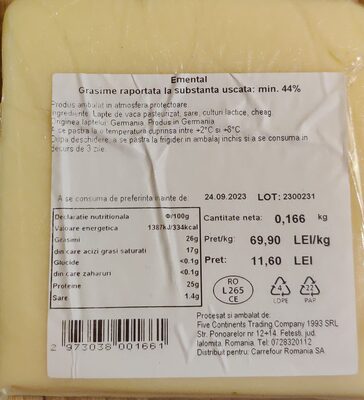 Emental
Grasime raportata la substanta uscata: min. 44%
Produs ambalat in atmosfera protectoare
Ingrediente: Lapte de vaca pasteurizat, sare, culturi lactice, cheag.
Originea laptelui: Germania. Produs in Germania
A se pastra la o temperatura cuprinsa intre +2°C si +8°C
Dupa deschidere, a se pastra la frigider in ambalaj inchis si a se consuma in
decurs de 3 zile.
A se consuma de preferinta inainte de: 24.09.2023 LOT: 2300231
Declaratie nutritionala Φ/100g
Valoare energetica 1387kJ/334kcal
Grasimi 26g
din care acizi grasi saturati 17g
Glucide <0.1g
din care zaharuri <0.1g
Proteine 25g
Sare 1.4g
Cantitate neta: 0,166 kg
Pret/kg: 69,90 LEI/kg
Pret: 11,60 LEI
RO
L 265
CE
4
LDPE
22
PAP
2 973038 001661
Procesat si ambalat de:
Five Continents Trading Company 1993 SRL
Str. Ponoarelor nr 12-14. Fetesti, jud.
Ialomita. Romania. Tel: 0728320112
Distribuit pentru: Carrefour Romania SA